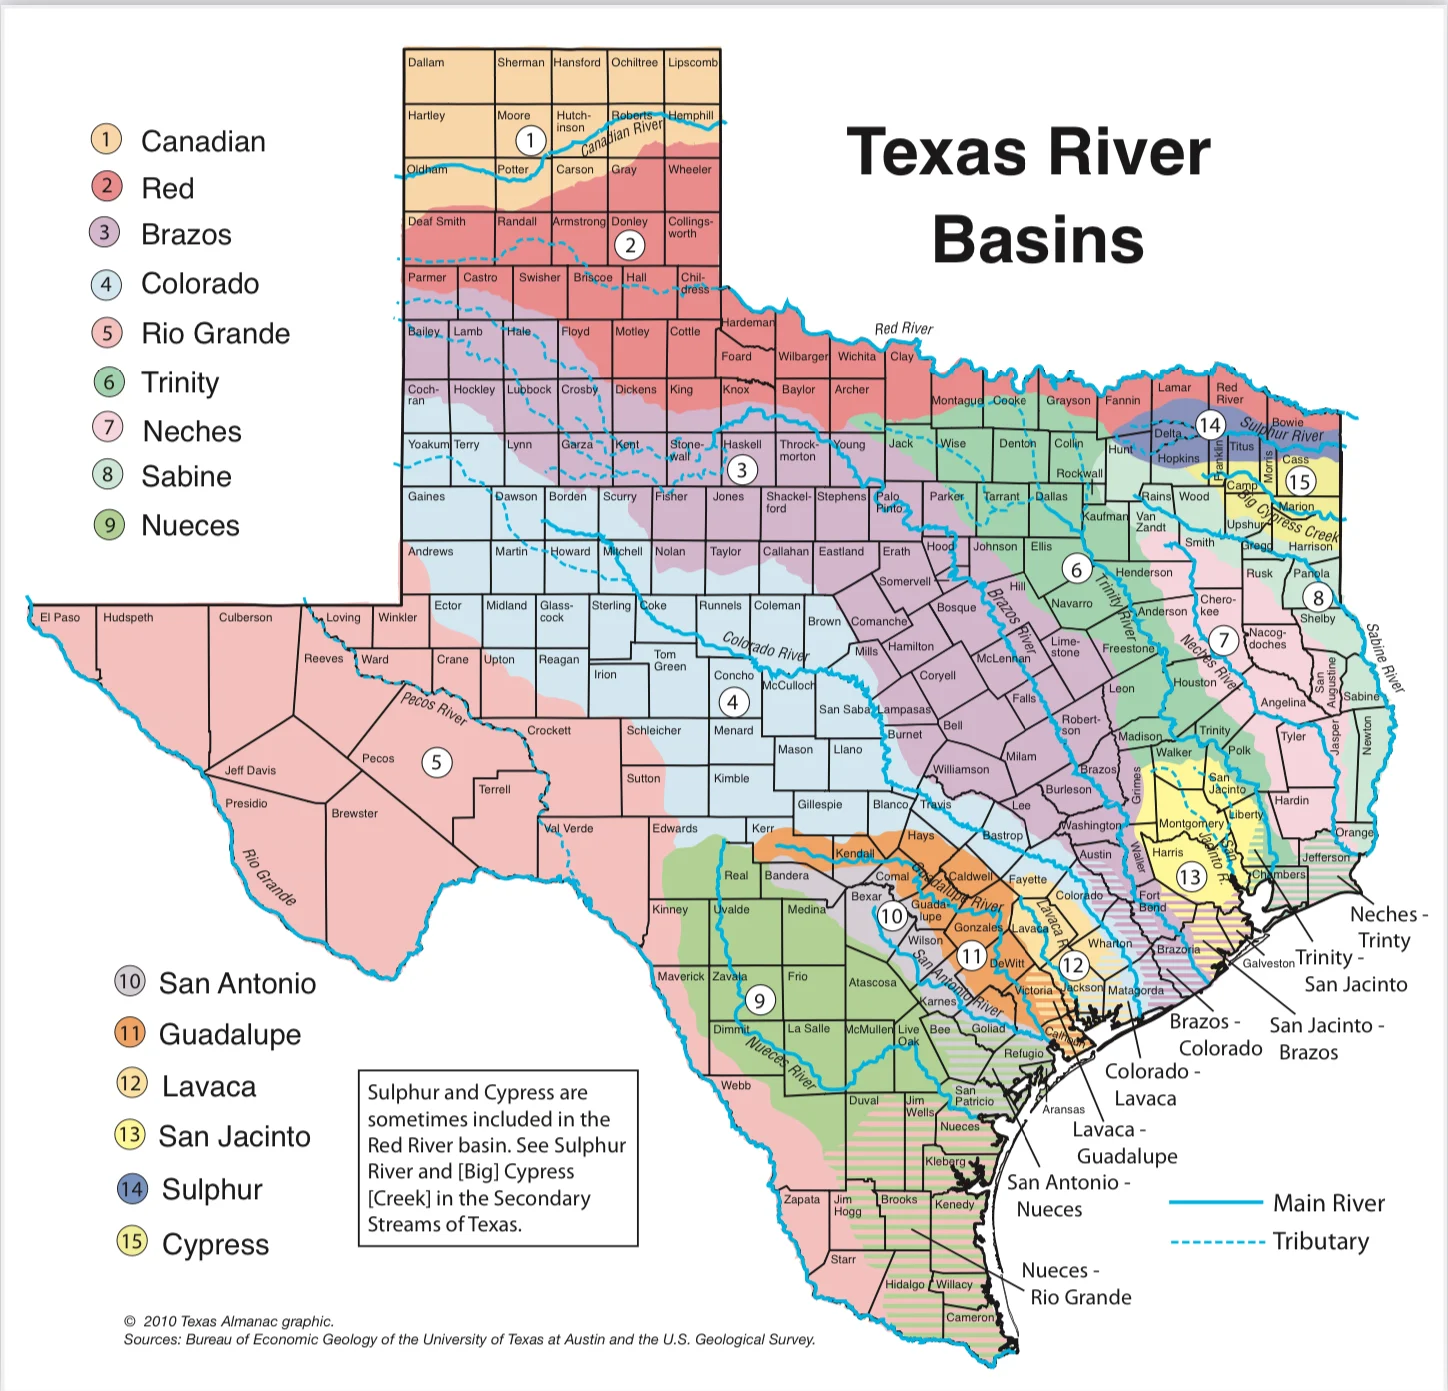 Texas River
Basins
1 Canadian
2 Red
3 Brazos
4 Colorado
5 Rio Grande
6 Trinity
7 Neches
8 Sabine
9 Nueces
10 San Antonio
11 Guadalupe
12 Lavaca
13 San Jacinto
14 Sulphur
15 Cypress
Dallam
Sherman
Hansford
Ochiltree
Lipscomb
Hartley
Moore
Hutch-
inson
Roberts
Hemphill
1
Canadian River
Oldham
Potter
Carson
Gray
Wheeler
Deaf Smith
Randall
Armstrong
Donley
Collings-
worth
2
Parmer
Castro
Swisher
Briscoe
Hall
Chil-
dress
Hardeman
Red River
Bailey
Lamb
Hale
Floyd
Motley
Cottle
Foard
Wilbarger
Wichita
Clay
Coch-
ran
Hockley
Lubbock
Crosby
Dickens
King
Knox
Baylor
Archer
Montague
Cooke
Grayson
Fannin
Lamar
Red
River
Bowie
14
Sulphur River
Yoakum
Terry
Lynn
Garza
Kent
Stone-
wall
Haskell
Throck-
morton
Young
Jack
Wise
Denton
Collin
Hunt
Delta
Hopkins
Franklin
Titus
Morris
Cass
3
15
Rockwall
Camp
Gaines
Dawson
Borden
Scurry
Fisher
Jones
Shackel-
ford
Stephens
Palo
Pinto
Parker
Tarrant
Dallas
Kaufman
Van
Zandt
Rains
Wood
Upshur
Marion
Big Cypress Creek
Andrews
Martin
Howard
Mitchell
Nolan
Taylor
Callahan
Eastland
Erath
Hood
Johnson
Ellis
Smith
Gregg
Harrison
6
Henderson
Rusk
Panola
Somervell
Hill
Trinity River
8
El Paso
Hudspeth
Culberson
Loving
Winkler
Ector
Midland
Glass-
cock
Sterling
Coke
Runnels
Coleman
Brown
Comanche
Bosque
Brazos River
Navarro
Anderson
Chero-
kee
Shelby
7
Nacog-
doches
Sabine River
Neches River
Reeves
Ward
Crane
Upton
Reagan
Irion
Tom
Green
Colorado River
Concho
McCulloch
Mills
Hamilton
McLennan
Lime-
stone
Freestone
San
Augustine
Sabine
4
Pecos River
San Saba
Lampasas
Coryell
Falls
Leon
Houston
Angelina
Crockett
Schleicher
Menard
Burnet
Bell
Robert-
son
Madison
Trinity
Tyler
Jasper
Newton
Pecos
5
Mason
Llano
Milam
Walker
Polk
Jeff Davis
Sutton
Kimble
Williamson
Brazos
Grimes
San
Jacinto
Presidio
Brewster
Terrell
Gillespie
Blanco
Travis
Lee
Burleson
Hardin
Val Verde
Edwards
Kerr
Hays
Bastrop
Washington
Montgomery
Liberty
Orange
Kendall
Austin
Waller
Harris
San
Jacinto R.
Jefferson
Rio Grande
Real
Bandera
Comal
Caldwell
Fayette
Colorado
13
Chambers
Guadalupe River
Bexar
Guada-
lupe
10
Lavaca
Lavaca R.
Fort
Bend
Kinney
Uvalde
Medina
Gonzales
Wharton
Brazoria
Galveston
Wilson
11
DeWitt
12
San Antonio River
Maverick
Zavala
Frio
Atascosa
Karnes
Victoria
Jackson
Matagorda
9
Dimmit
La Salle
McMullen
Live
Oak
Bee
Goliad
Calhoun
Refugio
Nueces River
Webb
Duval
Jim
Wells
San
Patricio
Aransas
Nueces
Kleberg
Zapata
Jim
Hogg
Brooks
Kenedy
Starr
Hidalgo
Willacy
Cameron
Neches -
Trinty
Trinity -
San Jacinto
San Jacinto -
Brazos
Brazos -
Colorado
Colorado -
Lavaca
Lavaca -
Guadalupe
San Antonio -
Nueces
Nueces -
Rio Grande
Main River
Tributary
Sulphur and Cypress are
sometimes included in the
Red River basin. See Sulphur
River and [Big] Cypress
[Creek] in the Secondary
Streams of Texas.
© 2010 Texas Almanac graphic.
Sources: Bureau of Economic Geology of the University of Texas at Austin and the U.S. Geological Survey.